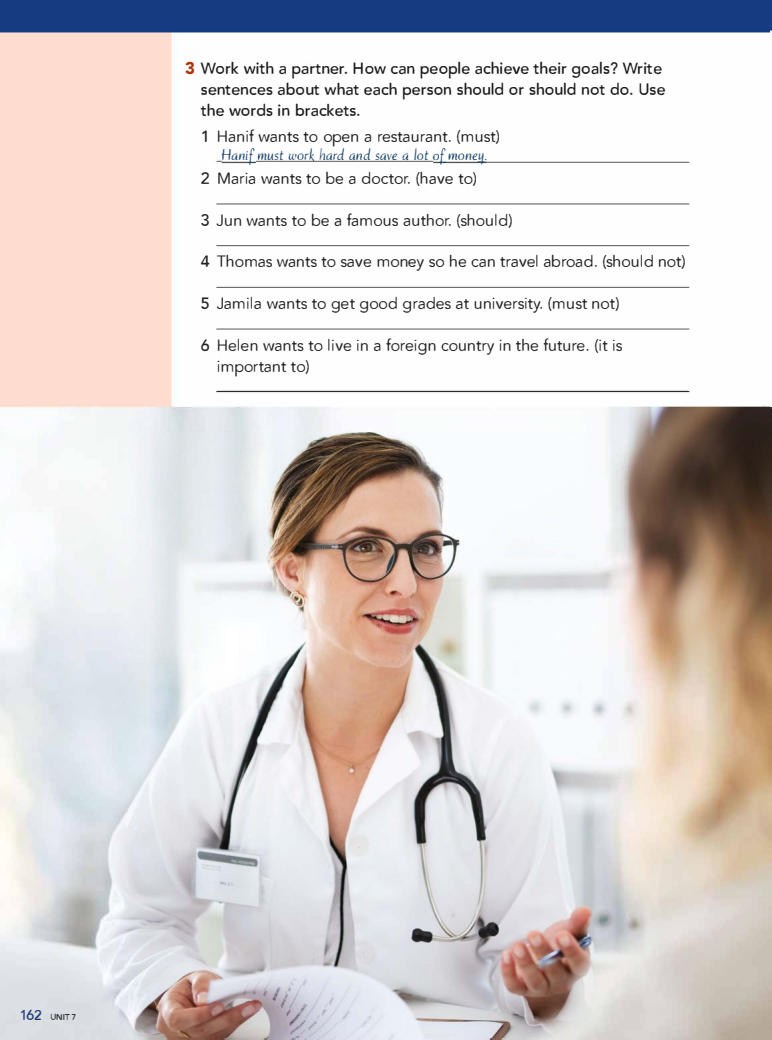 3 Work with a partner. How can people achieve their goals? Write
sentences about what each person should or should not do. Use
the words in brackets.
1 Hanif wants to open a restaurant. (must)
Hanif must work hard and save a lot of money.
2 Maria wants to be a doctor. (have to)
3 Jun wants to be a famous author. (should)
4 Thomas wants to save money so he can travel abroad. (should not)
5 Jamila wants to get good grades at university. (must not)
6 Helen wants to live in a foreign country in the future. (it is
important to)
162 UNIT 7